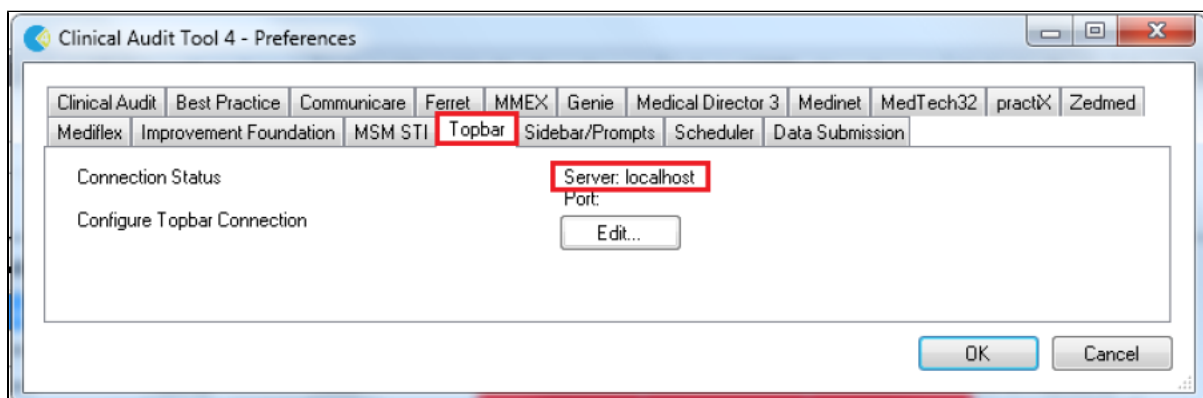 Clinical Audit Tool 4 - Preferences
Clinical Audit Best Practice Communicare Ferret MMEX Genie Medical Director 3 Medinet MedTech32 practiX Zedmed
Mediflex Improvement Foundation MSM STI Topbar Sidebar/Prompts Scheduler Data Submission
Connection Status Server: localhost
Port:
Configure Topbar Connection Edit...
OK Cancel